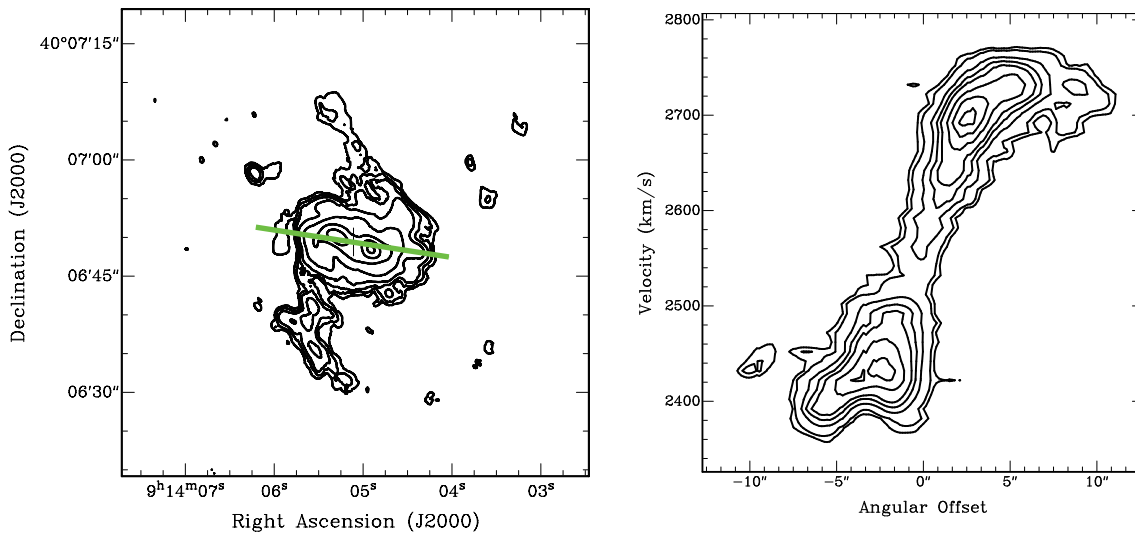 40°07'15"
07'00"
06'45"
06'30"
9ʰ14ᵐ07ˢ 06ˢ 05ˢ 04ˢ 03ˢ
Right Ascension (J2000)
Declination (J2000)
2800
2700
2600
2500
2400
−10" −5" 0" 5" 10"
Angular Offset
Velocity (km/s)